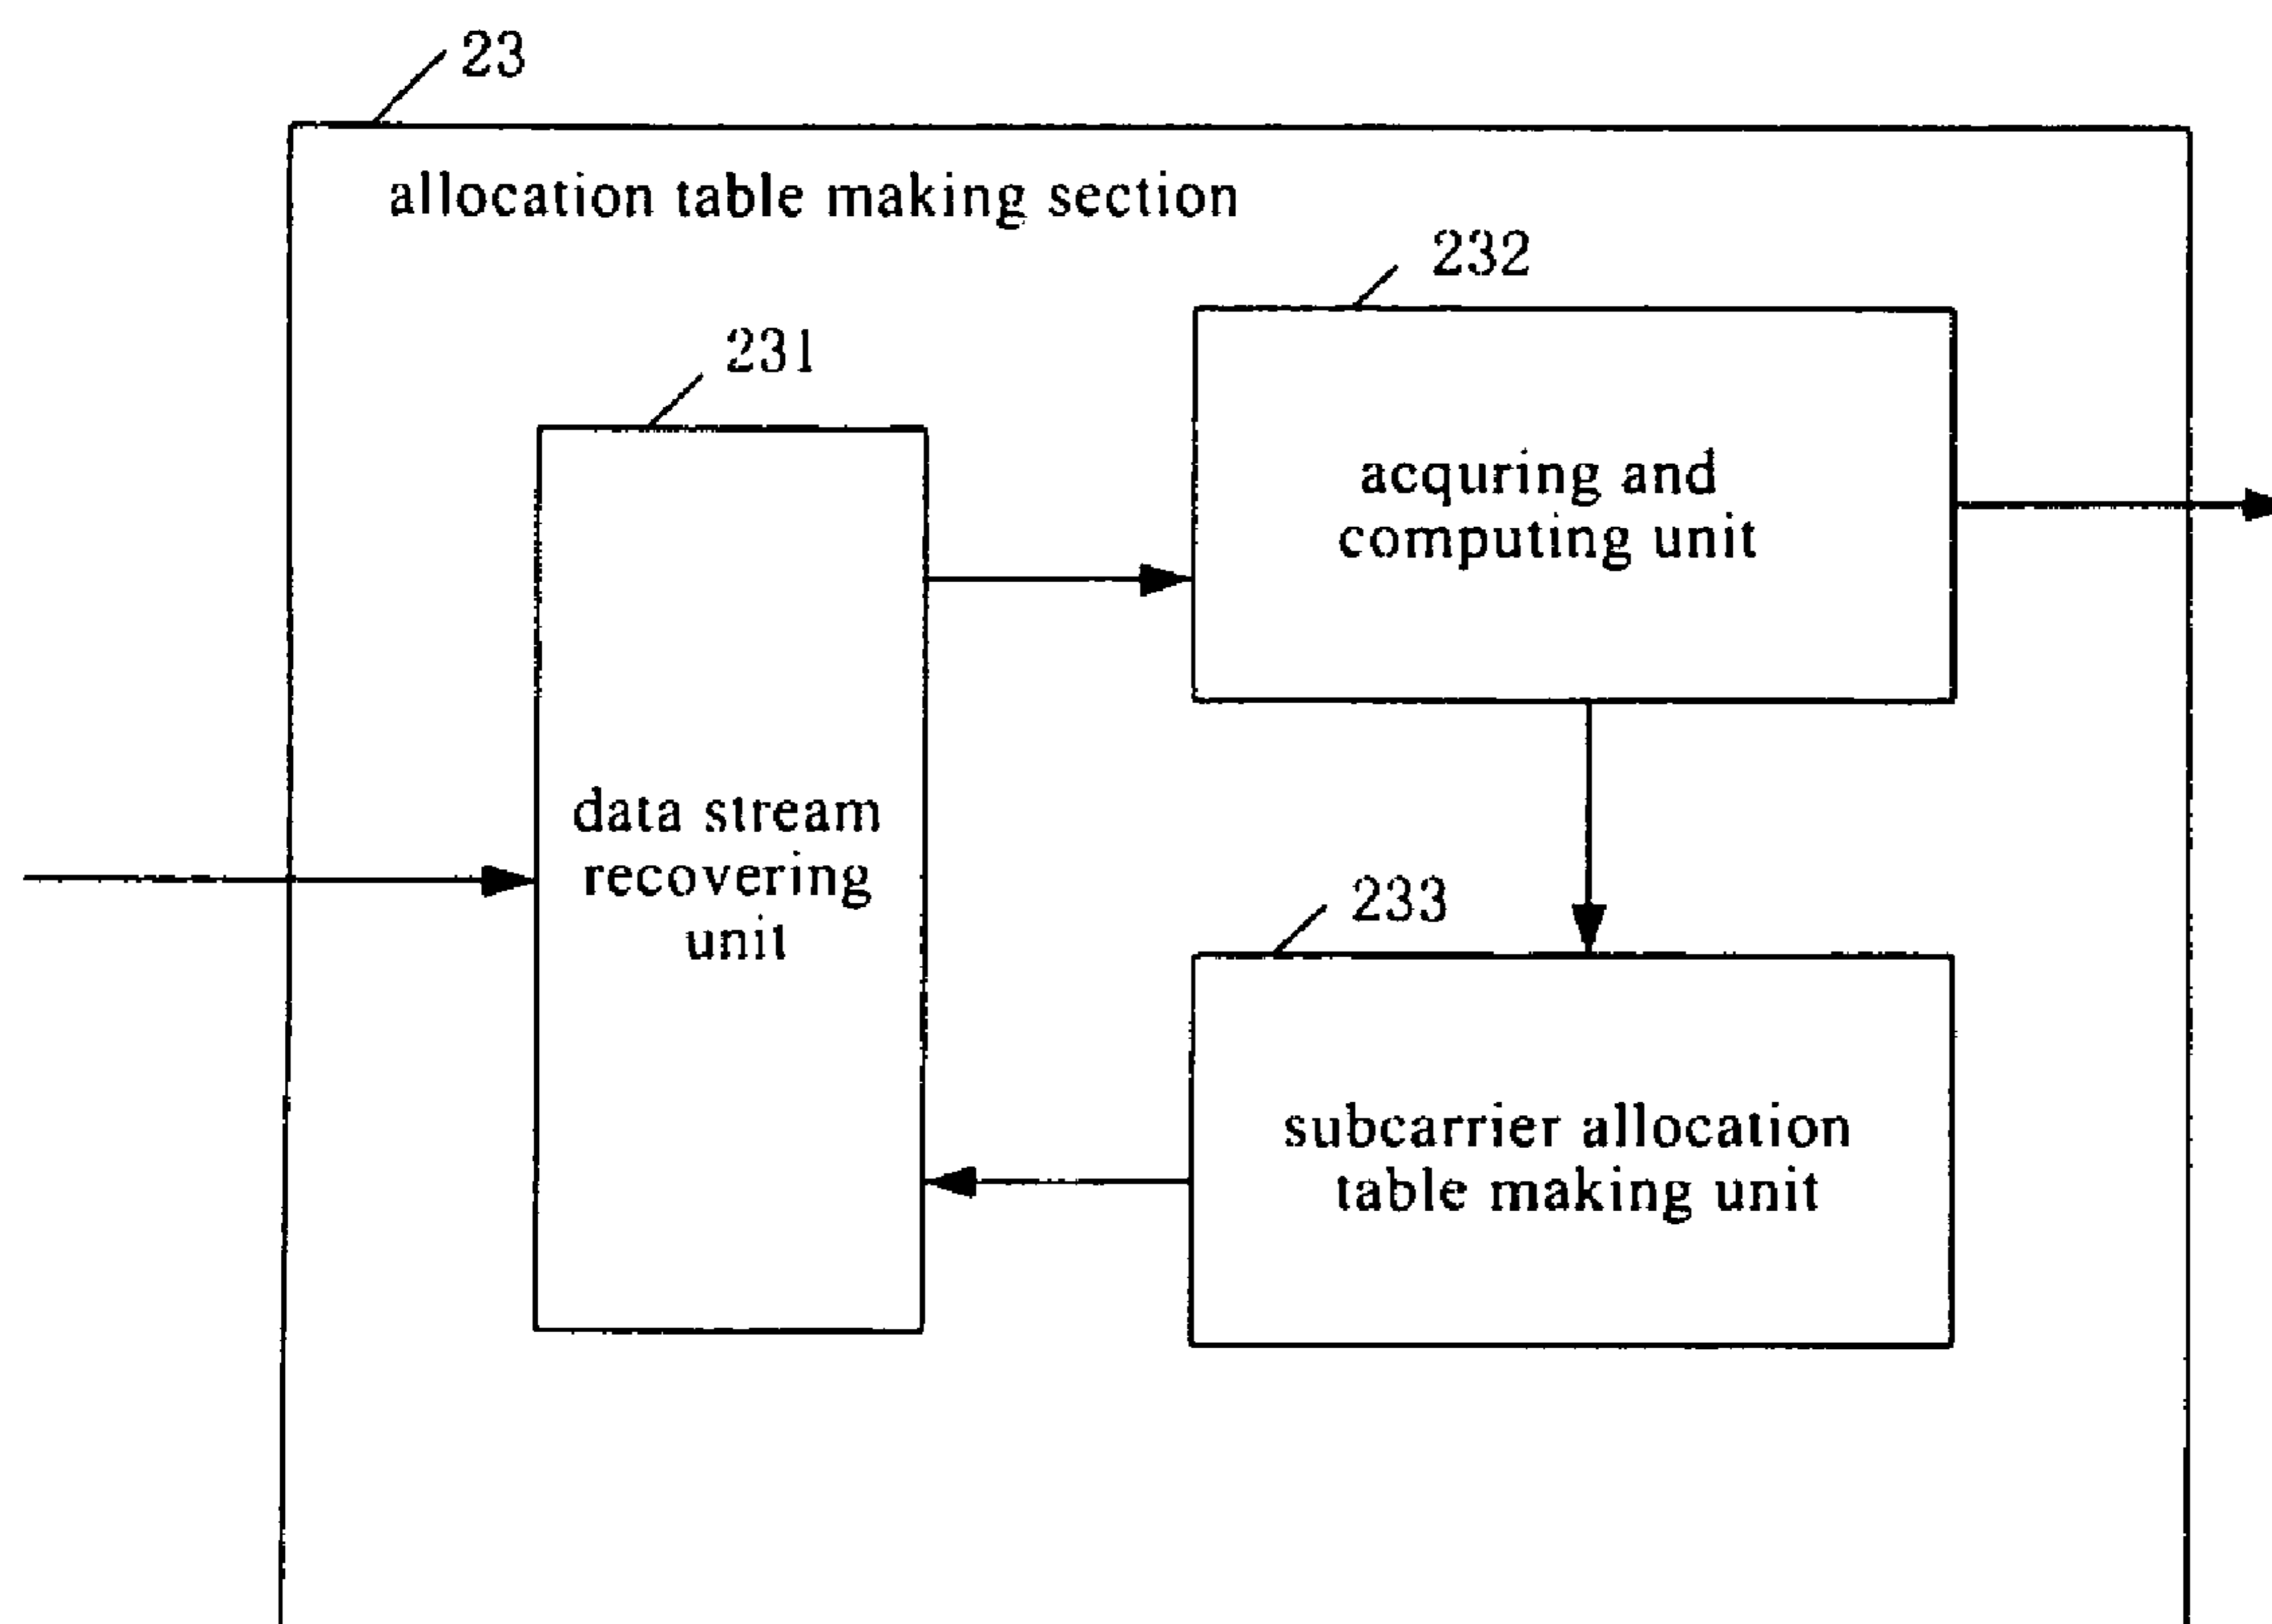 23
allocation table making section
232
231
acquring and
computing unit
data stream
recovering
unit
233
subcarrier allocation
table making unit